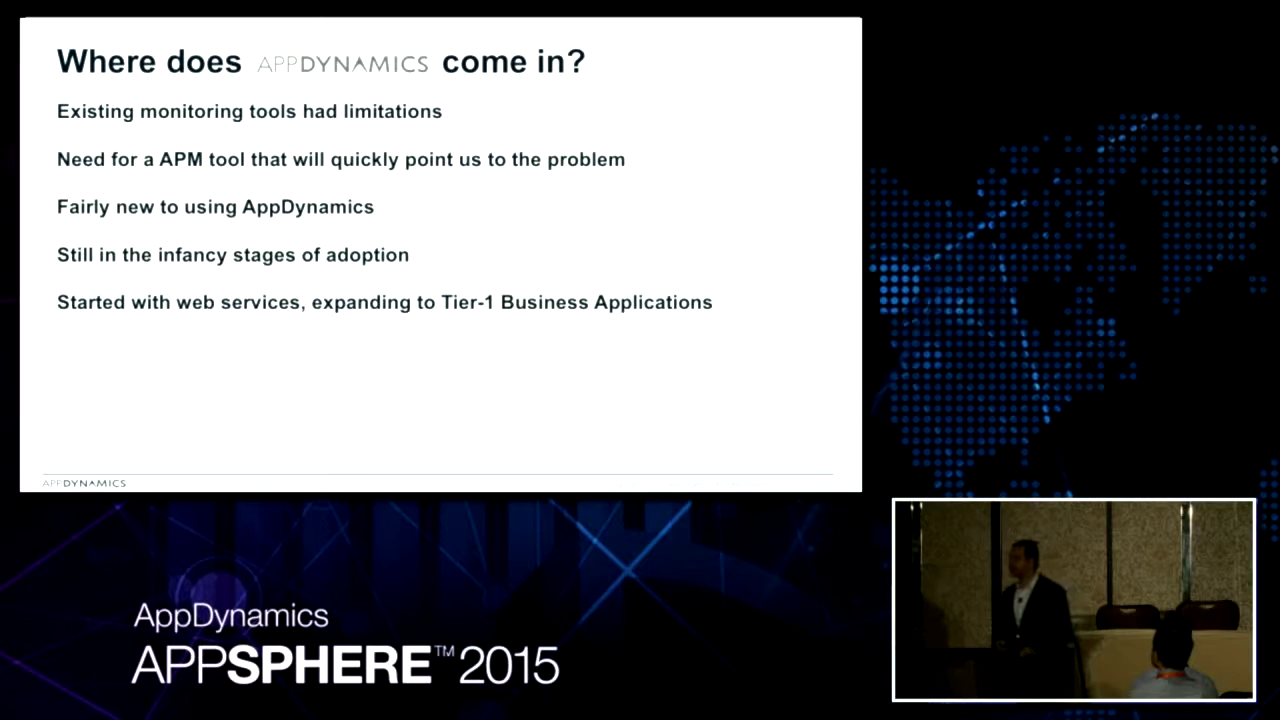 Where does APPDYNAMICS come in?
Existing monitoring tools had limitations
Need for a APM tool that will quickly point us to the problem
Fairly new to using AppDynamics
Still in the infancy stages of adoption
Started with web services, expanding to Tier-1 Business Applications
APPDYNAMICS
AppDynamics
APPSPHERE™ 2015